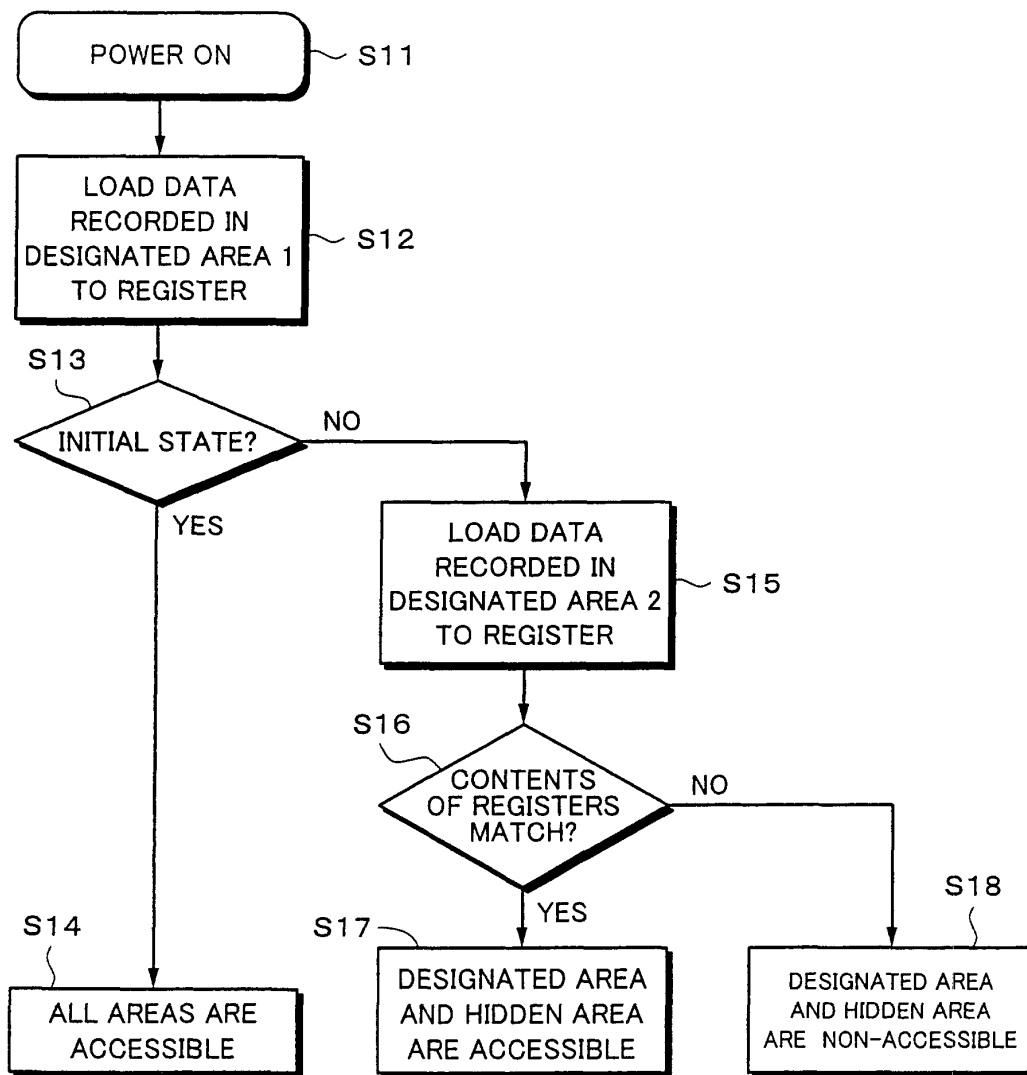 POWER ON
S11
LOAD DATA
RECORDED IN
DESIGNATED AREA 1
TO REGISTER
S12
S13
INITIAL STATE?
NO
YES
LOAD DATA
RECORDED IN
DESIGNATED AREA 2
TO REGISTER
S15
S16
CONTENTS
OF REGISTERS
MATCH?
NO
YES
S14
ALL AREAS ARE
ACCESSIBLE
S17
DESIGNATED AREA
AND HIDDEN AREA
ARE ACCESSIBLE
S18
DESIGNATED AREA
AND HIDDEN AREA
ARE NON-ACCESSIBLE